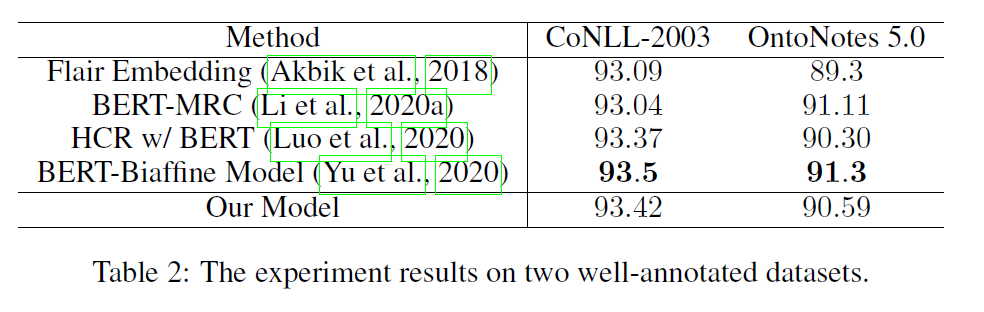 Method CoNLL-2003 OntoNotes 5.0
Flair Embedding (Akbik et al., 2018) 93.09 89.3
BERT-MRC (Li et al., 2020a) 93.04 91.11
HCR w/ BERT (Luo et al., 2020) 93.37 90.30
BERT-Biaffine Model (Yu et al., 2020) 93.5 91.3
Our Model 93.42 90.59
Table 2: The experiment results on two well-annotated datasets.